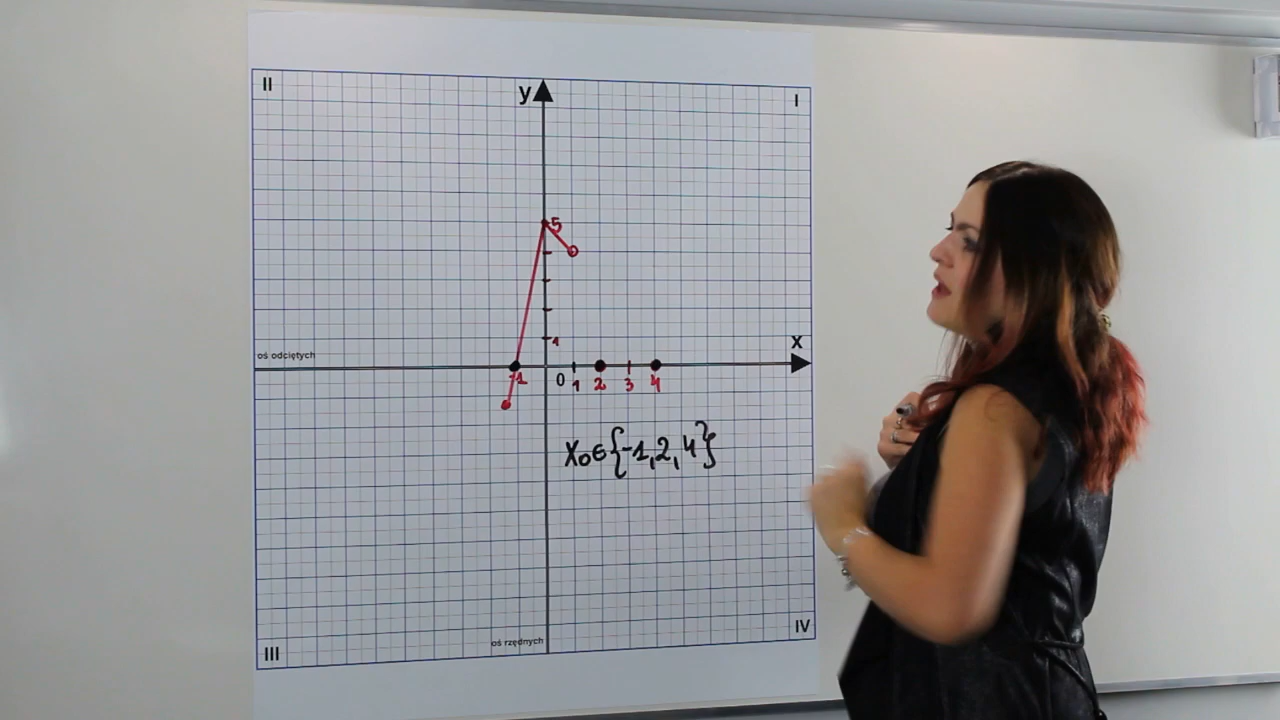 II
y
I
5
1
oś odciętych
x
-1 0 1 2 3 4
X₀∈{-1,2,4}
oś rzędnych
III
IV